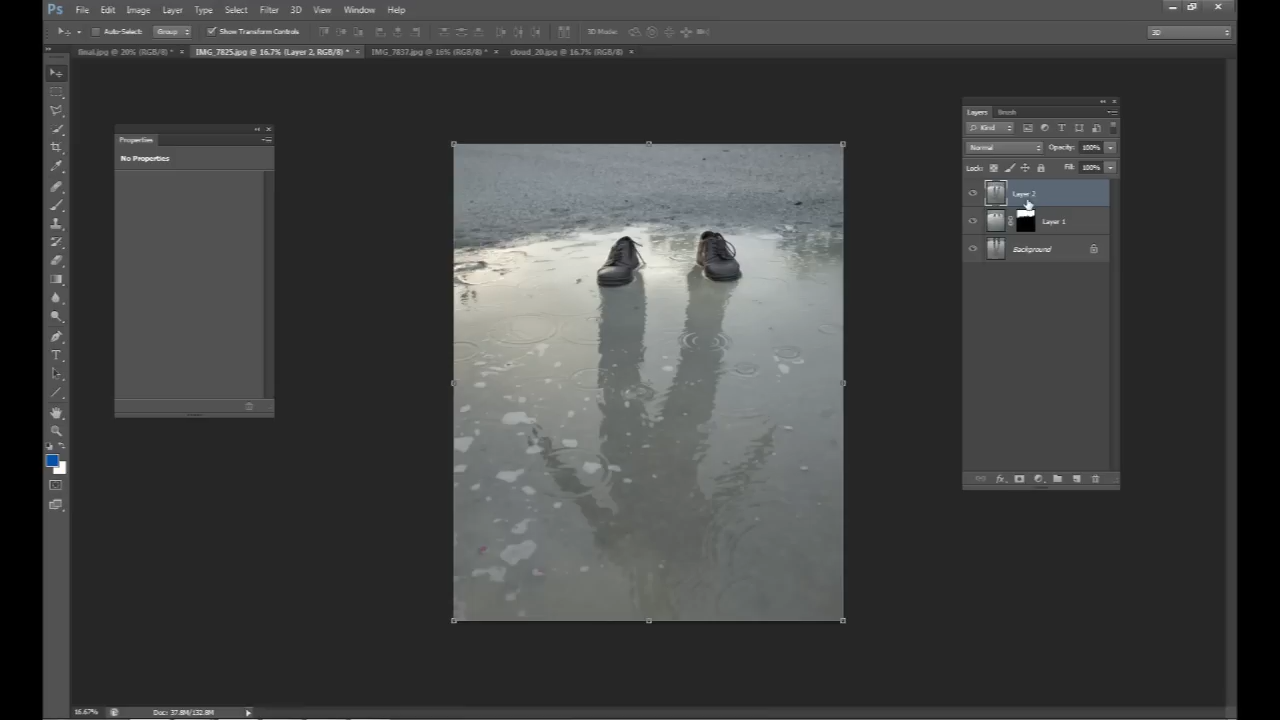 Ps File Edit Image Layer Type Select Filter 3D View Window Help
Auto-Select: Group Show Transform Controls 3D Mode: 3D
final.jpg @ 20% (RGB/8) * × IMG_7825.jpg @ 16.7% (Layer 2, RGB/8) * × IMG_7837.jpg @ 16% (RGB/8) * × cloud_20.jpg @ 16.7% (RGB/8) ×
Properties
No Properties
Layers Brush
Kind
Normal Opacity: 100%
Lock: Fill: 100%
Layer 2
Layer 1
Background
16.67% Doc: 37.8M/132.8M